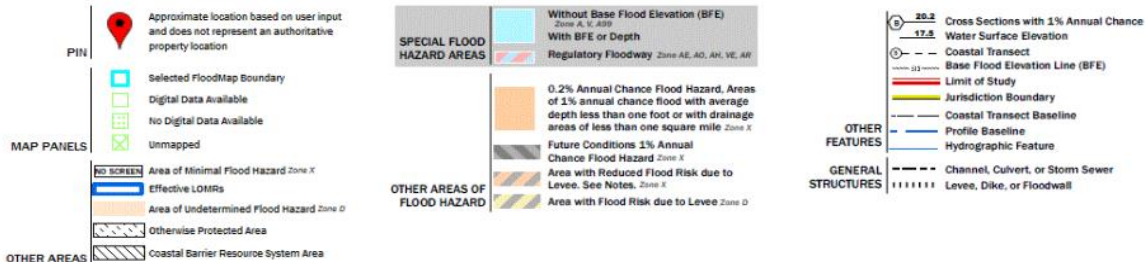 Approximate location based on user input
and does not represent an authoritative
property location
PIN
Selected FloodMap Boundary
Digital Data Available
No Digital Data Available
Unmapped
MAP PANELS
NO SCREEN Area of Minimal Flood Hazard Zone X
Effective LOMRs
Area of Undetermined Flood Hazard Zone D
Otherwise Protected Area
Coastal Barrier Resource System Area
OTHER AREAS
Without Base Flood Elevation (BFE)
Zone A, V, A99
With BFE or Depth
Regulatory Floodway Zone AE, AO, AH, VE, AR
SPECIAL FLOOD
HAZARD AREAS
0.2% Annual Chance Flood Hazard, Areas
of 1% annual chance flood with average
depth less than one foot or with drainage
areas of less than one square mile Zone X
Future Conditions 1% Annual
Chance Flood Hazard Zone X
Area with Reduced Flood Risk due to
Levee. See Notes. Zone X
Area with Flood Risk due to Levee Zone D
OTHER AREAS OF
FLOOD HAZARD
B 20.2 Cross Sections with 1% Annual Chance
17.5 Water Surface Elevation
Coastal Transect
Base Flood Elevation Line (BFE)
Limit of Study
Jurisdiction Boundary
Coastal Transect Baseline
Profile Baseline
Hydrographic Feature
OTHER
FEATURES
Channel, Culvert, or Storm Sewer
Levee, Dike, or Floodwall
GENERAL
STRUCTURES